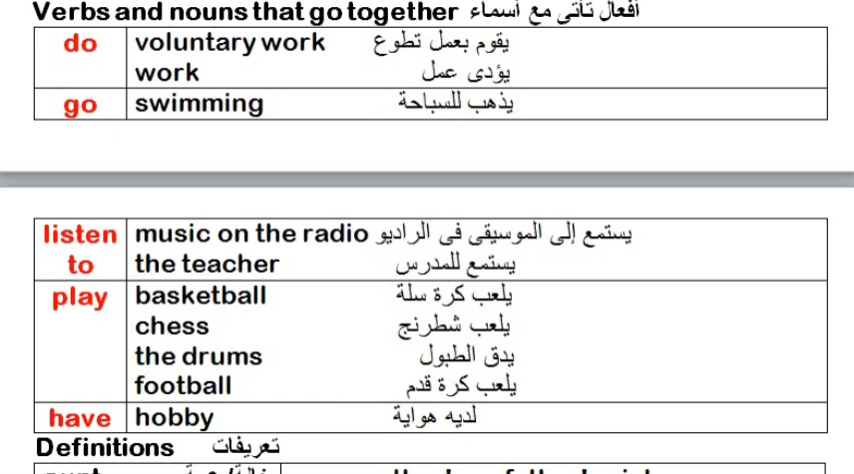 Verbs and nouns that go together أفعال تأتى مع أسماء
do voluntary work يقوم بعمل تطوع
work يؤدى عمل
go swimming يذهب للسباحة
listen music on the radio يستمع إلى الموسيقى فى الراديو
to the teacher يستمع للمدرس
play basketball يلعب كرة سلة
chess يلعب شطرنج
the drums يدق الطبول
football يلعب كرة قدم
have hobby لديه هواية
Definitions تعريفات